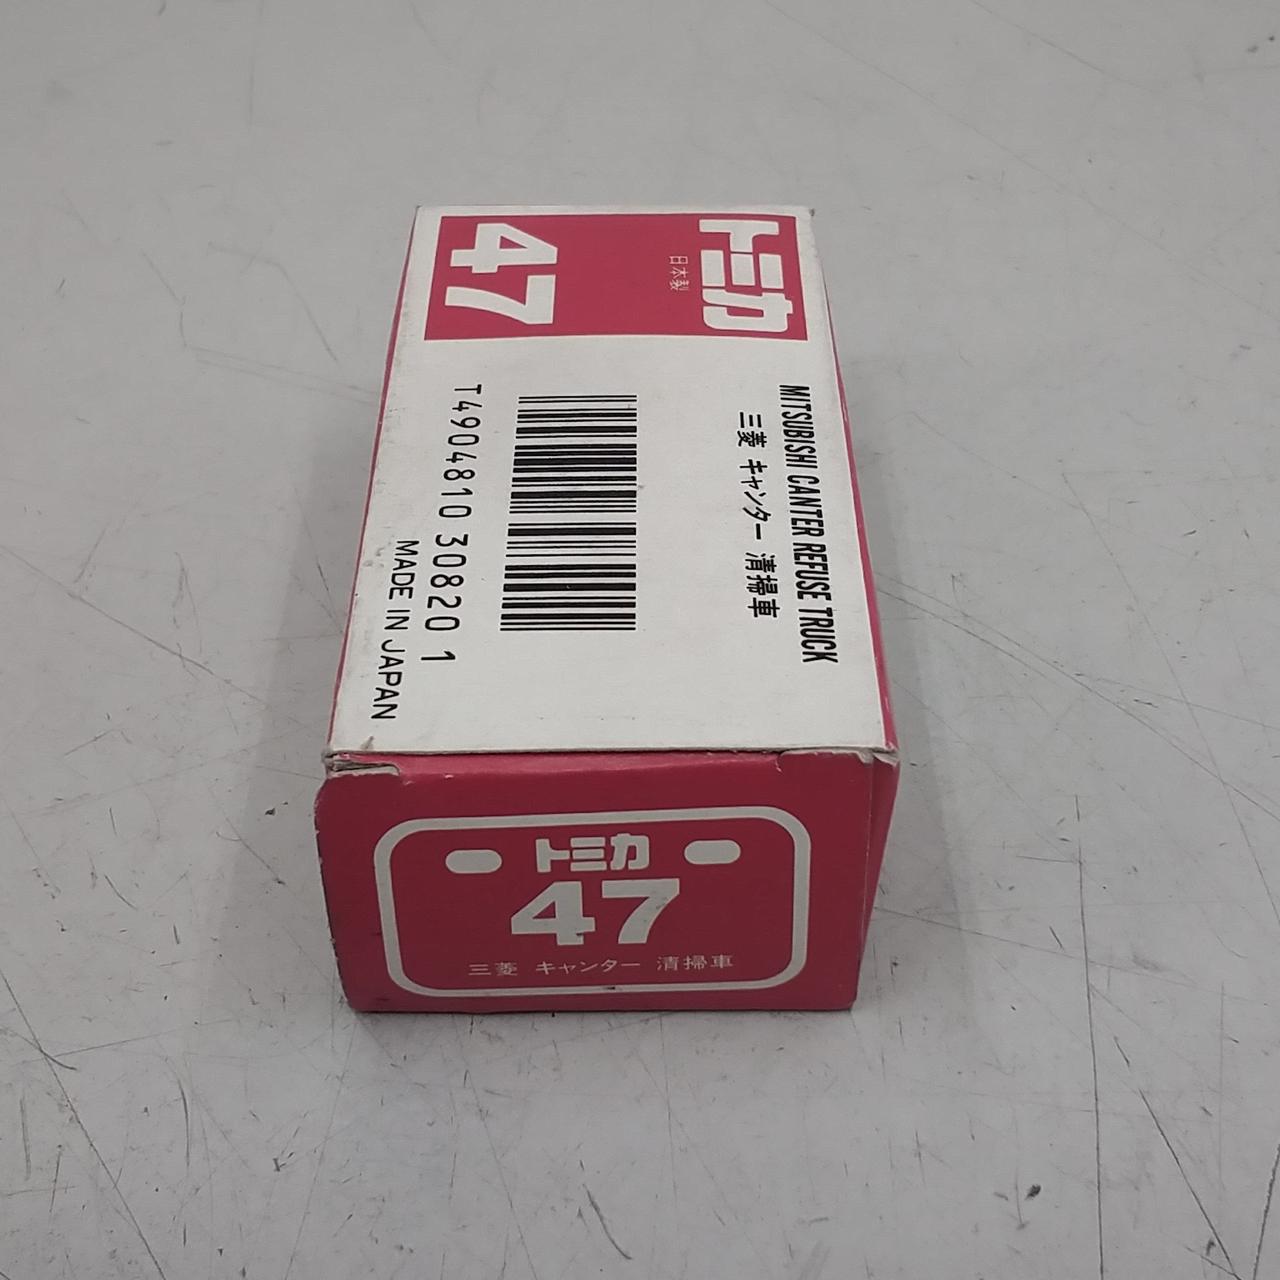 トミカ
日本製
47
MITSUBISHI CANTER REFUSE TRUCK
三菱 キャンター 清掃車
T4904810 30820 1
MADE IN JAPAN
トミカ
47
三菱 キャンター 清掃車